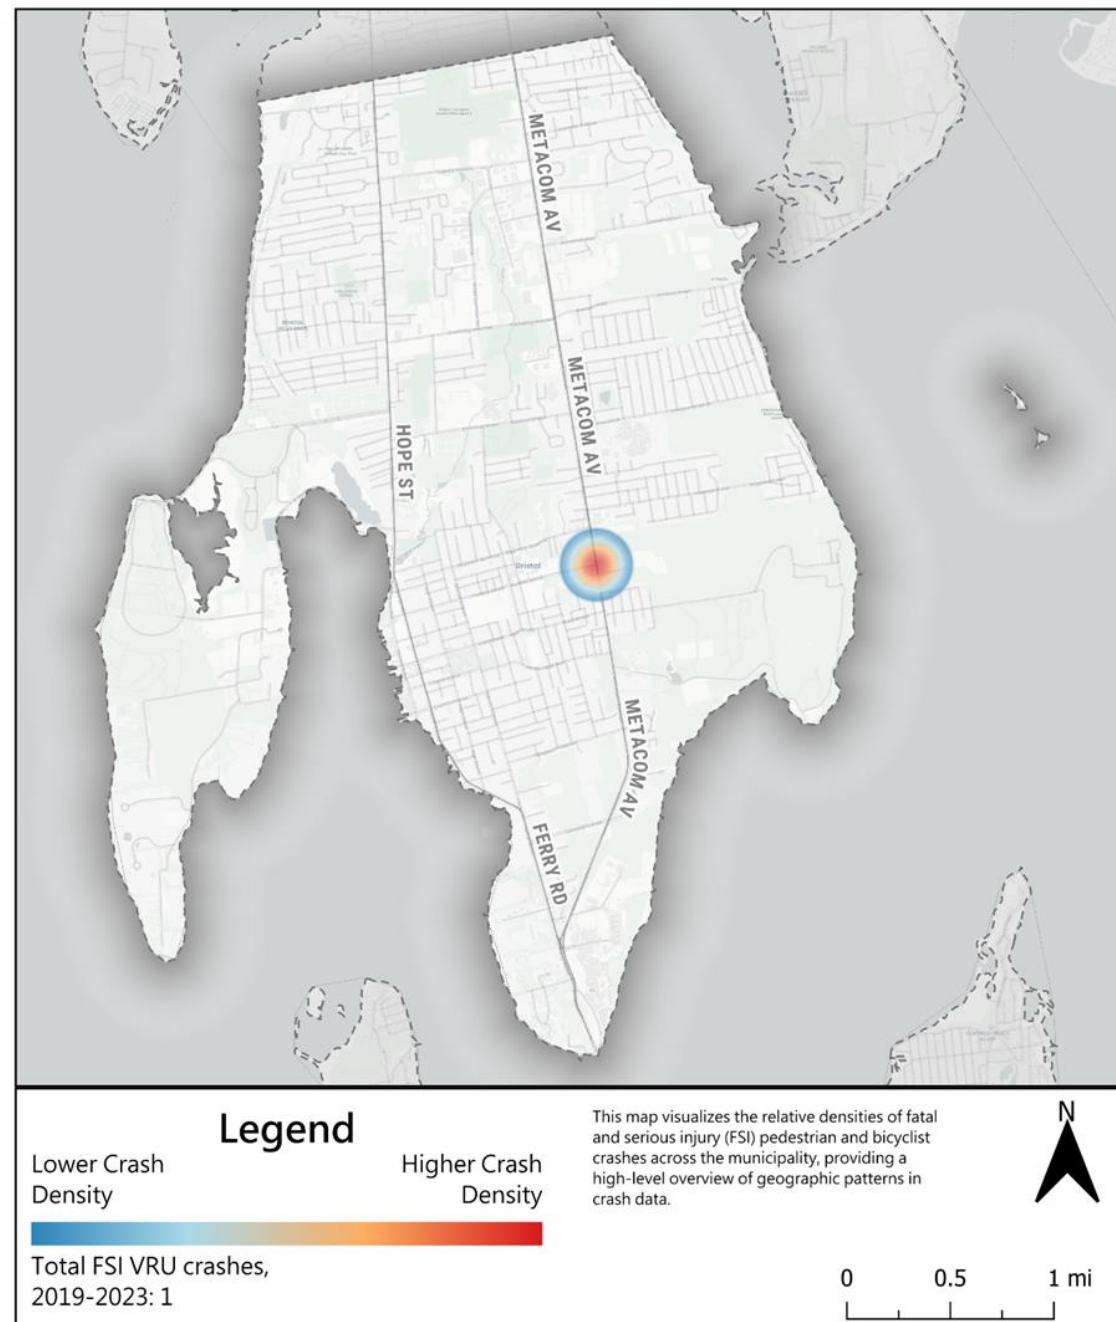 METACOM AV
METACOM AV
HOPE ST
Bristol
METACOM AV
FERRY RD
Legend
Lower Crash
Density
Higher Crash
Density
Total FSI VRU crashes,
2019-2023: 1
This map visualizes the relative densities of fatal
and serious injury (FSI) pedestrian and bicyclist
crashes across the municipality, providing a
high-level overview of geographic patterns in
crash data.
N
0 0.5 1 mi